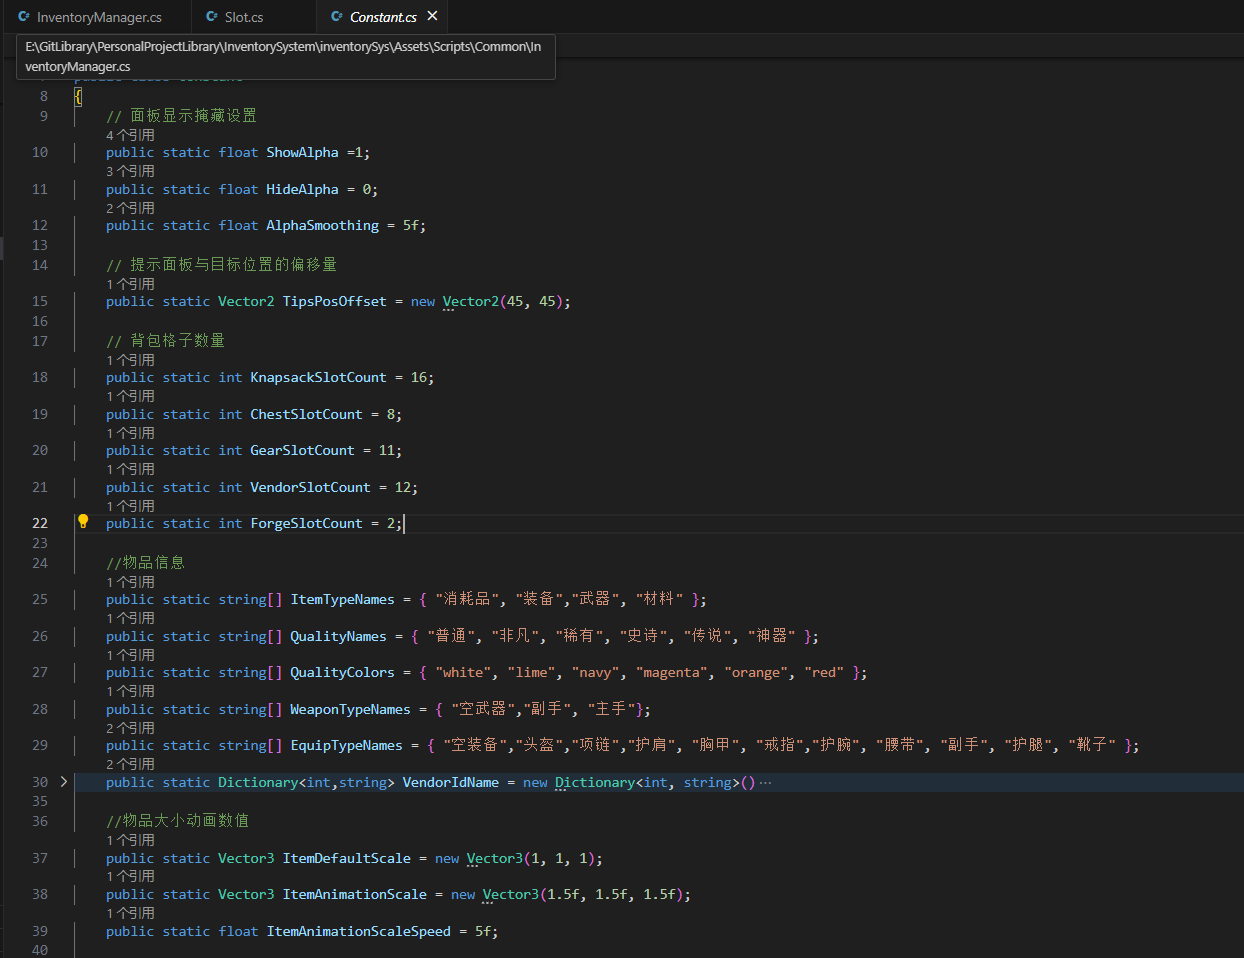 InventoryManager.cs
Slot.cs
Constant.cs
E:\GitLibrary\PersonalProjectLibrary\InventorySystem\inventorySys\Assets\Scripts\Common\In
ventoryManager.cs
8 {
9 // 面板显示掩藏设置
4 个引用
10 public static float ShowAlpha =1;
3 个引用
11 public static float HideAlpha = 0;
2 个引用
12 public static float AlphaSmoothing = 5f;
13
14 // 提示面板与目标位置的偏移量
1 个引用
15 public static Vector2 TipsPosOffset = new Vector2(45, 45);
16
17 // 背包格子数量
1 个引用
18 public static int KnapsackSlotCount = 16;
1 个引用
19 public static int ChestSlotCount = 8;
1 个引用
20 public static int GearSlotCount = 11;
1 个引用
21 public static int VendorSlotCount = 12;
1 个引用
22 public static int ForgeSlotCount = 2;
23
24 //物品信息
1 个引用
25 public static string[] ItemTypeNames = { "消耗品", "装备","武器", "材料" };
1 个引用
26 public static string[] QualityNames = { "普通", "非凡", "稀有", "史诗", "传说", "神器" };
1 个引用
27 public static string[] QualityColors = { "white", "lime", "navy", "magenta", "orange", "red" };
1 个引用
28 public static string[] WeaponTypeNames = { "空武器","副手", "主手"};
2 个引用
29 public static string[] EquipTypeNames = { "空装备","头盔","项链","护肩", "胸甲", "戒指","护腕", "腰带", "副手", "护腿", "靴子" };
2 个引用
30 public static Dictionary<int,string> VendorIdName = new Dictionary<int, string>()…
35
36 //物品大小动画数值
1 个引用
37 public static Vector3 ItemDefaultScale = new Vector3(1, 1, 1);
1 个引用
38 public static Vector3 ItemAnimationScale = new Vector3(1.5f, 1.5f, 1.5f);
1 个引用
39 public static float ItemAnimationScaleSpeed = 5f;
40